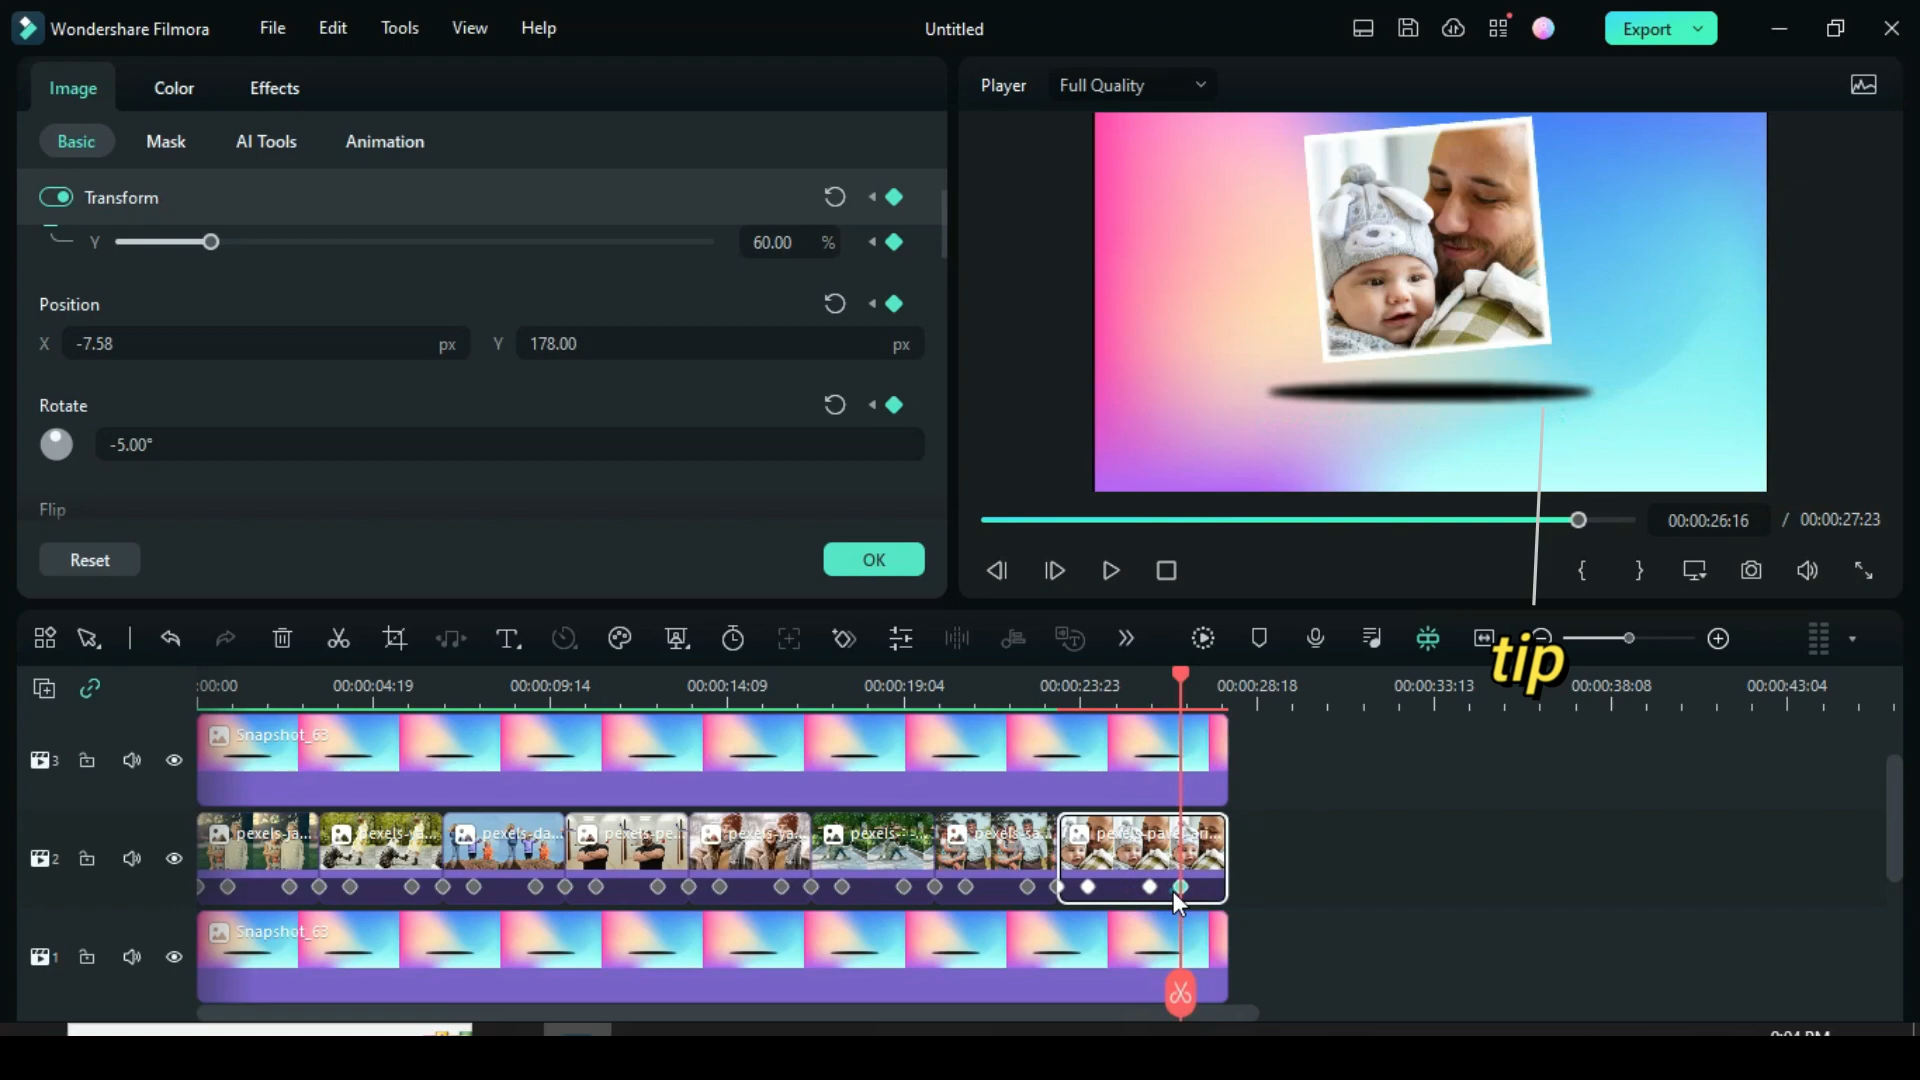 Wondershare Filmora
File
Edit
Tools
View
Help
Untitled
Export
Image
Color
Effects
Player
Full Quality
Basic
Mask
AI Tools
Animation
Transform
Y
60.00
%
Position
X
-7.58
px
Y
178.00
px
Rotate
-5.00°
Flip
Reset
OK
00:00:26:16
/
00:00:27:23
tip
:00:00
00:00:04:19
00:00:09:14
00:00:14:09
00:00:19:04
00:00:23:23
00:00:28:18
00:00:33:13
00:00:38:08
00:00:43:04
3
Snapshot_63
2
pexels-ja...
pexels-ya...
pexels-da...
pexels-pe...
pexels-ya...
pexels-...
pexels-sa...
pexels-pavel-...
1
Snapshot_63